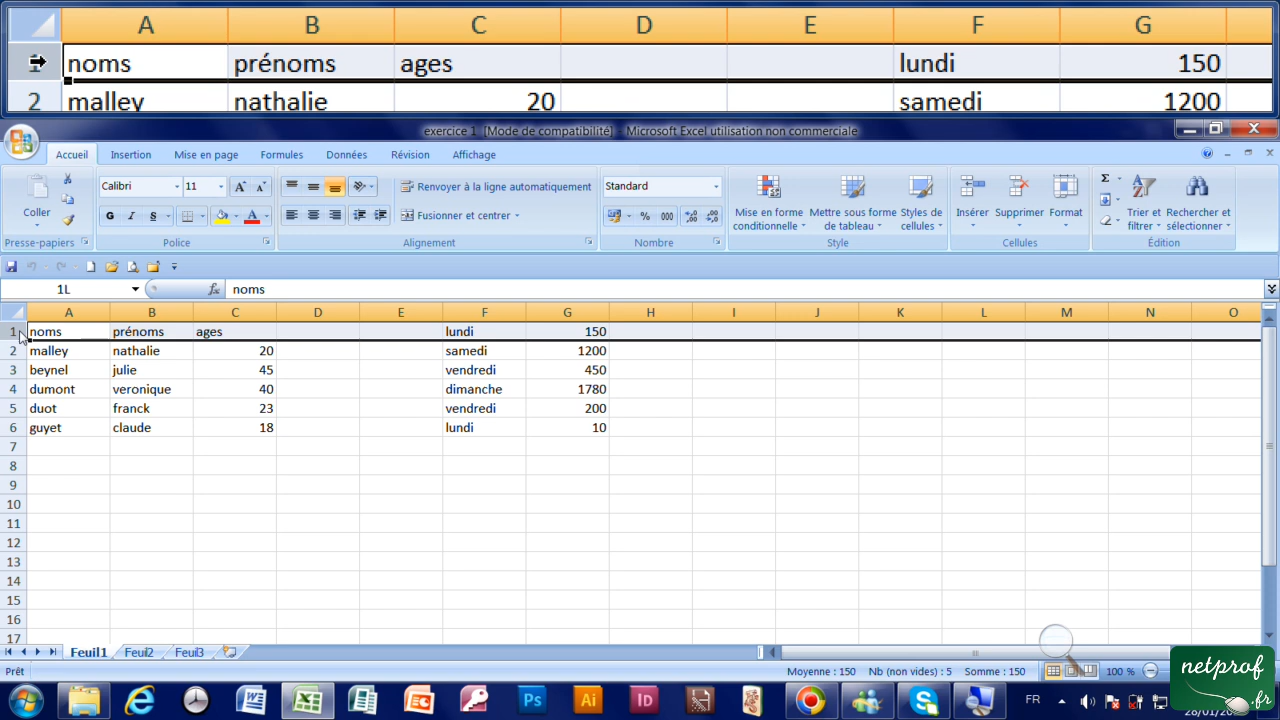 A B C D E F G
1 noms prénoms ages lundi 150
2 malley nathalie 20 samedi 1200
exercice 1 [Mode de compatibilité] - Microsoft Excel utilisation non commerciale
Accueil Insertion Mise en page Formules Données Révision Affichage
Coller
Calibri 11
G I S
Renvoyer à la ligne automatiquement
Fusionner et centrer
Standard
% 000
Mise en forme conditionnelle
Mettre sous forme de tableau
Styles de cellules
Insérer Supprimer Format
Σ
Trier et filtrer
Rechercher et sélectionner
Presse-papiers Police Alignement Nombre Style Cellules Édition
1L fx noms
A B C D E F G H I J K L M N O
1 noms prénoms ages lundi 150
2 malley nathalie 20 samedi 1200
3 beynel julie 45 vendredi 450
4 dumont veronique 40 dimanche 1780
5 duot franck 23 vendredi 200
6 guyet claude 18 lundi 10
7
8
9
10
11
12
13
14
15
16
17
Feuil1 Feuil2 Feuil3
Prêt Moyenne : 150 Nb (non vides) : 5 Somme : 150 100 %
Ps Ai ID FR
netprof
.fr